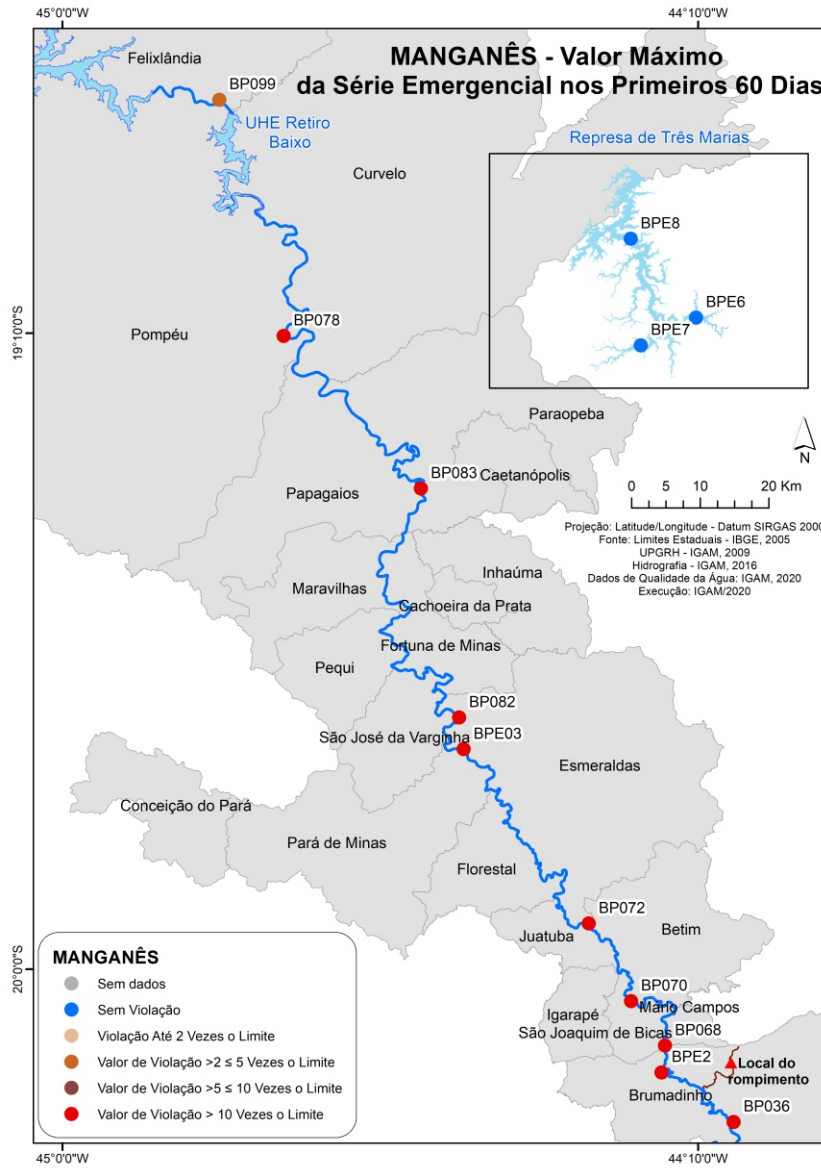 45°0'0"W
44°10'0"W
MANGANÊS - Valor Máximo
da Série Emergencial nos Primeiros 60 Dias
Felixlândia
BP099
UHE Retiro
Baixo
Represa de Três Marias
Curvelo
BPE8
BPE6
BPE7
BP078
Pompéu
19°10'0"S
Paraopeba
N
BP083
Caetanópolis
Papagaios
0 5 10 20 Km
Projeção: Latitude/Longitude - Datum SIRGAS 2000
Fonte: Limites Estaduais - IBGE, 2005
UPGRH - IGAM, 2009
Hidrografia - IGAM, 2016
Dados de Qualidade da Água: IGAM, 2020
Execução: IGAM/2020
Inhaúma
Maravilhas
Cachoeira da Prata
Fortuna de Minas
Pequi
BP082
São José da Varginha
BPE03
Esmeraldas
Conceição do Pará
Pará de Minas
Florestal
BP072
Juatuba
Betim
20°0'0"S
BP070
Mário Campos
Igarapé
São Joaquim de Bicas
BP068
BPE2
Local do
rompimento
Brumadinho
BP036
MANGANÊS
Sem dados
Sem Violação
Violação Até 2 Vezes o Limite
Valor de Violação >2 ≤ 5 Vezes o Limite
Valor de Violação >5 ≤ 10 Vezes o Limite
Valor de Violação > 10 Vezes o Limite
45°0'0"W
44°10'0"W